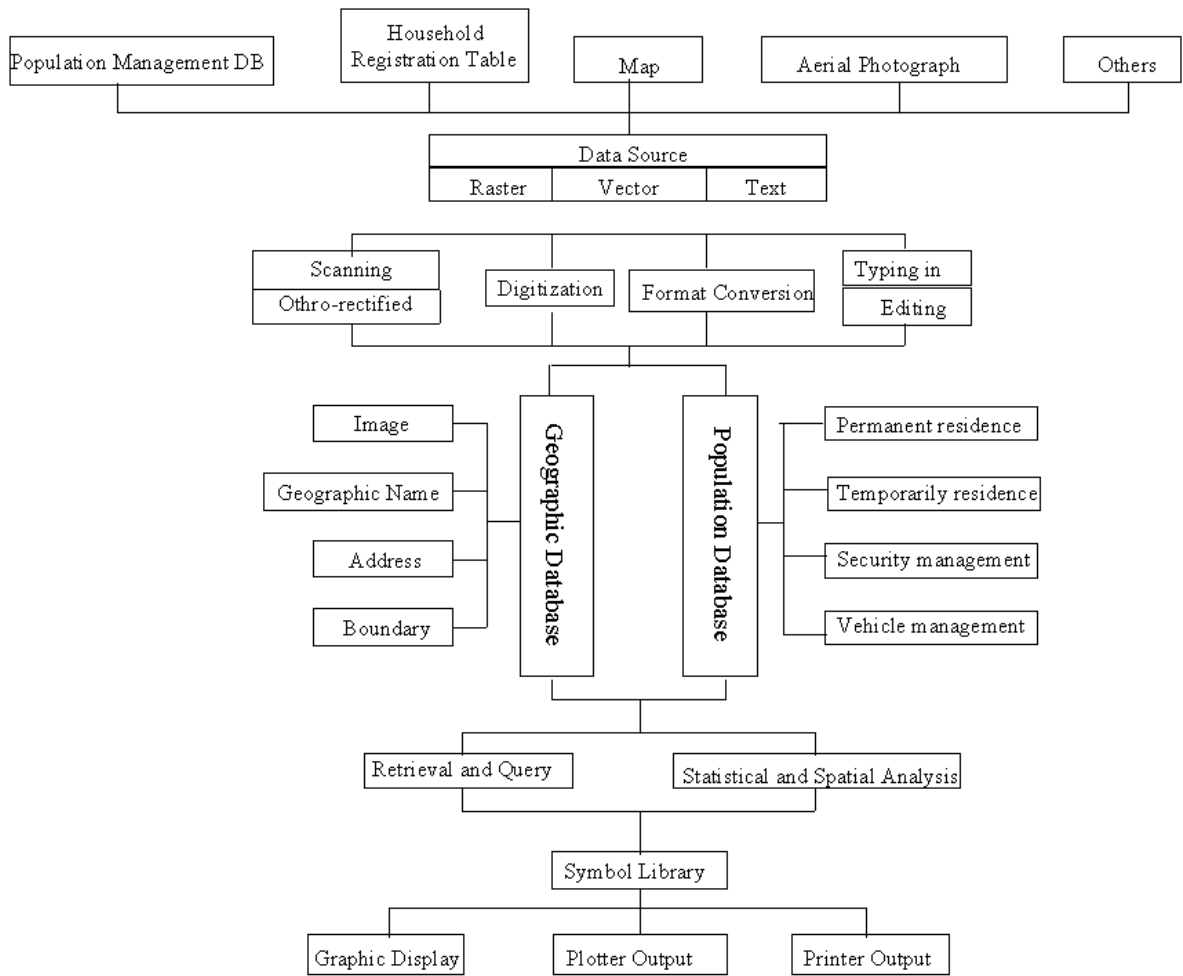 Population Management DB
Household
Registration Table
Map
Aerial Photograph
Others
Data Source
Raster
Vector
Text
Scanning
Othro-rectified
Digitization
Format Conversion
Typing in
Editing
Image
Geographic Name
Address
Boundary
Geographic Database
Population Database
Permanent residence
Temporarily residence
Security management
Vehicle management
Retrieval and Query
Statistical and Spatial Analysis
Symbol Library
Graphic Display
Plotter Output
Printer Output